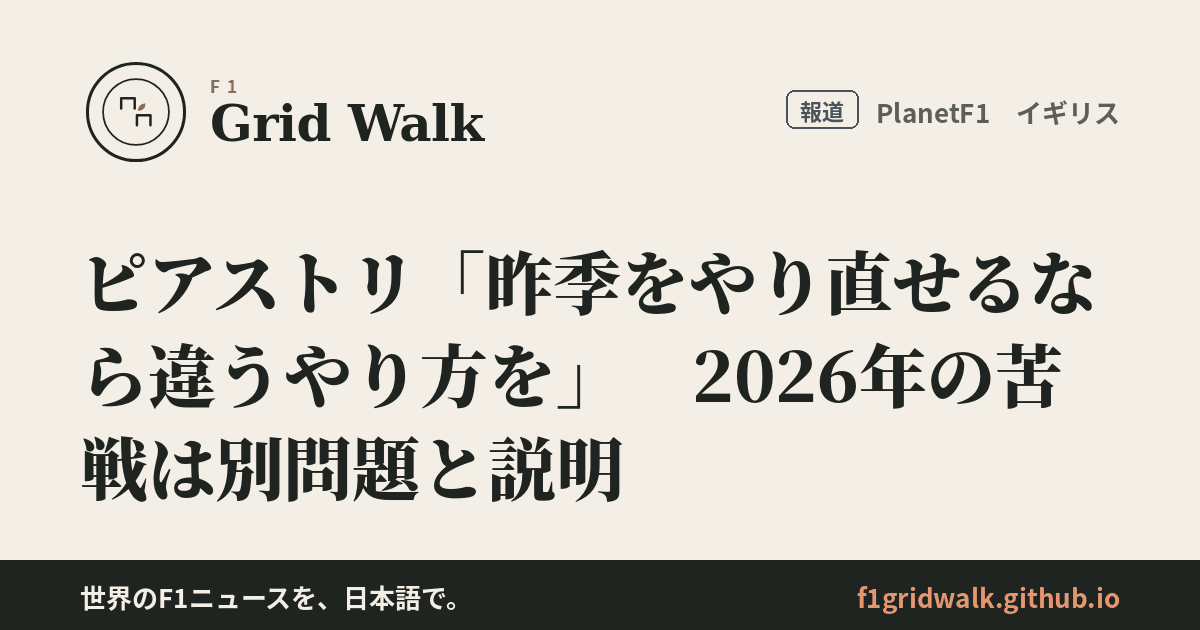 F1
Grid Walk
報道 PlanetF1 イギリス
ピアストリ「昨季をやり直せるな
ら違うやり方を」 2026年の苦
戦は別問題と説明
世界のF1ニュースを、日本語で。
f1gridwalk.github.io